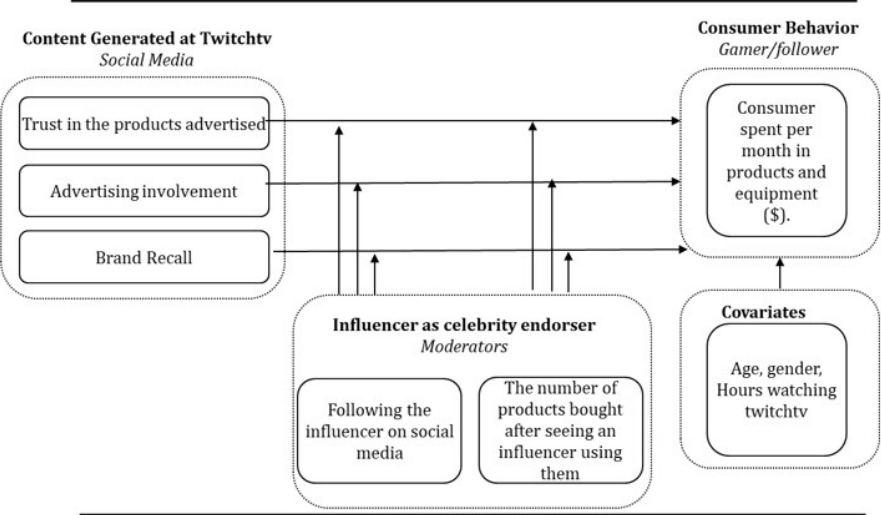 Content Generated at Twitchtv
Social Media
Trust in the products advertised
Advertising involvement
Brand Recall
Consumer Behavior
Gamer/follower
Consumer
spent per
month in
products and
equipment
($).
Influencer as celebrity endorser
Moderators
Following the
influencer on social
media
The number of
products bought
after seeing an
influencer using
them
Covariates
Age, gender,
Hours watching
twitchtv